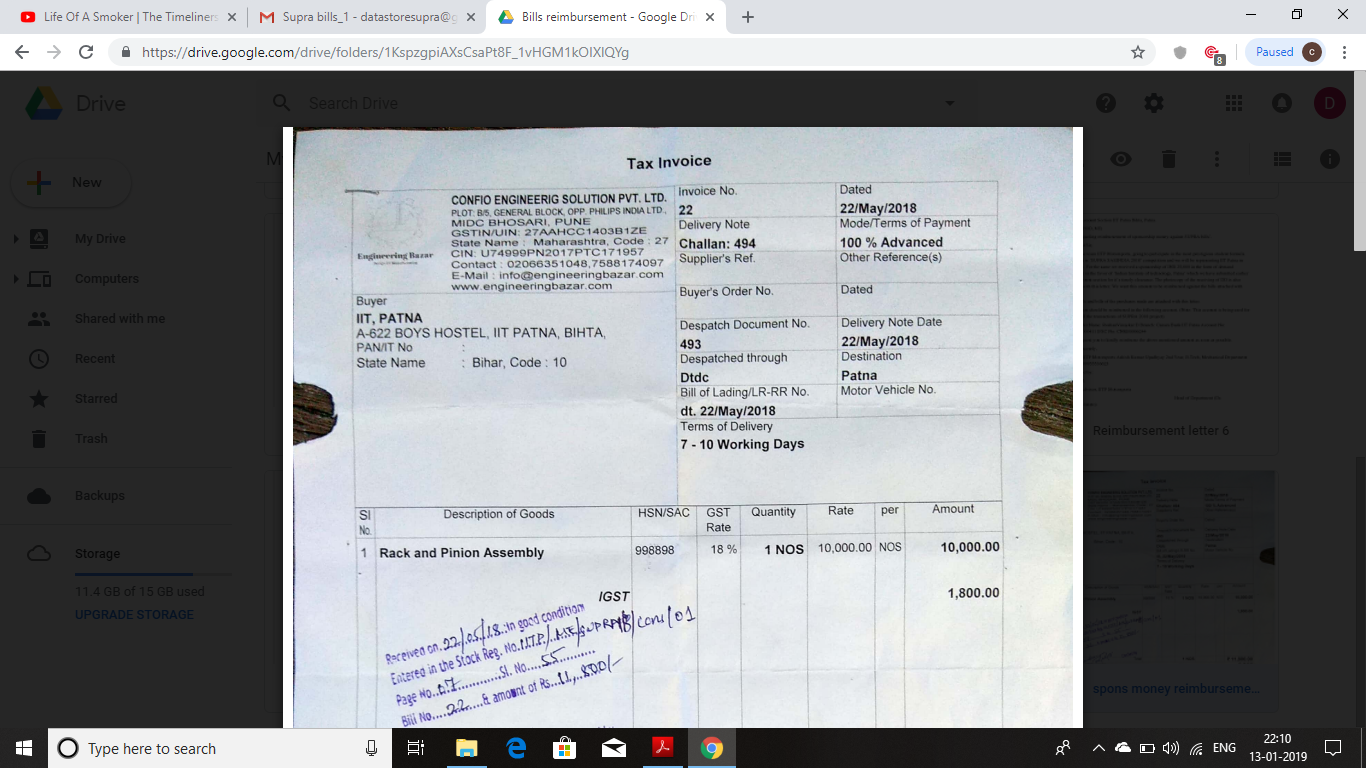 Life Of A Smoker | The Timeliners
Supra bills_1 - datastoresupra@g
Bills reimbursement - Google Dri
https://drive.google.com/drive/folders/1KspzgpiAXsCsaPt8F_1vHGM1kOIXlQYg
8
Paused
c
Drive
Search Drive
D
New
My Drive
Computers
Shared with me
Recent
Starred
Trash
Backups
Storage
11.4 GB of 15 GB used
UPGRADE STORAGE
Tax Invoice
CONFIO ENGINEERIG SOLUTION PVT. LTD.
PLOT: B/5, GENERAL BLOCK, OPP. PHILIPS INDIA LTD.,
MIDC BHOSARI, PUNE
GSTIN/UIN: 27AAHCC1403B1ZE
State Name : Maharashtra, Code : 27
CIN: U74999PN2017PTC171957
Contact : 02066351048,7588174097
E-Mail : info@engineeringbazar.com
www.engineeringbazar.com
Engineering Bazar
Invoice No.
22
Dated
22/May/2018
Delivery Note
Challan: 494
Mode/Terms of Payment
100 % Advanced
Supplier's Ref.
Other Reference(s)
Buyer
IIT, PATNA
A-622 BOYS HOSTEL, IIT PATNA, BIHTA,
PAN/IT No :
State Name : Bihar, Code : 10
Buyer's Order No.
Dated
Despatch Document No.
493
Delivery Note Date
22/May/2018
Despatched through
Dtdc
Destination
Patna
Bill of Lading/LR-RR No.
dt. 22/May/2018
Motor Vehicle No.
Terms of Delivery
7 - 10 Working Days
Sl No. Description of Goods HSN/SAC GST Rate Quantity Rate per Amount
1 Rack and Pinion Assembly 998898 18 % 1 NOS 10,000.00 NOS 10,000.00
IGST 1,800.00
Received on 22/05/18 in good condition
Entered in the Stock Reg. No.
Page No. 07 Sl. No. 55
Bill No. 22 & amount of Rs. 11,800/-
Reimbursement letter 6
spons money reimburseme...
Type here to search
ENG
22:10
13-01-2019